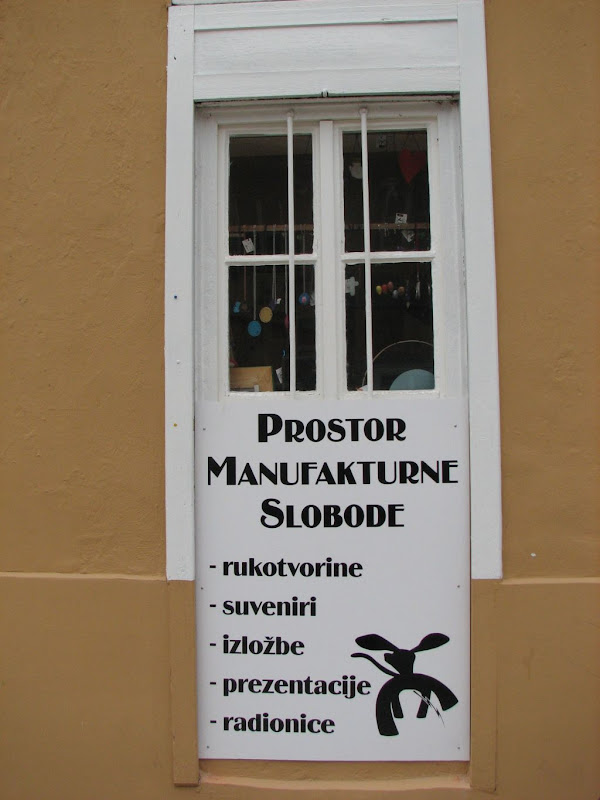 PROSTOR
MANUFAKTURNE
SLOBODE
- rukotvorine
- suveniri
- izložbe
- prezentacije
- radionice